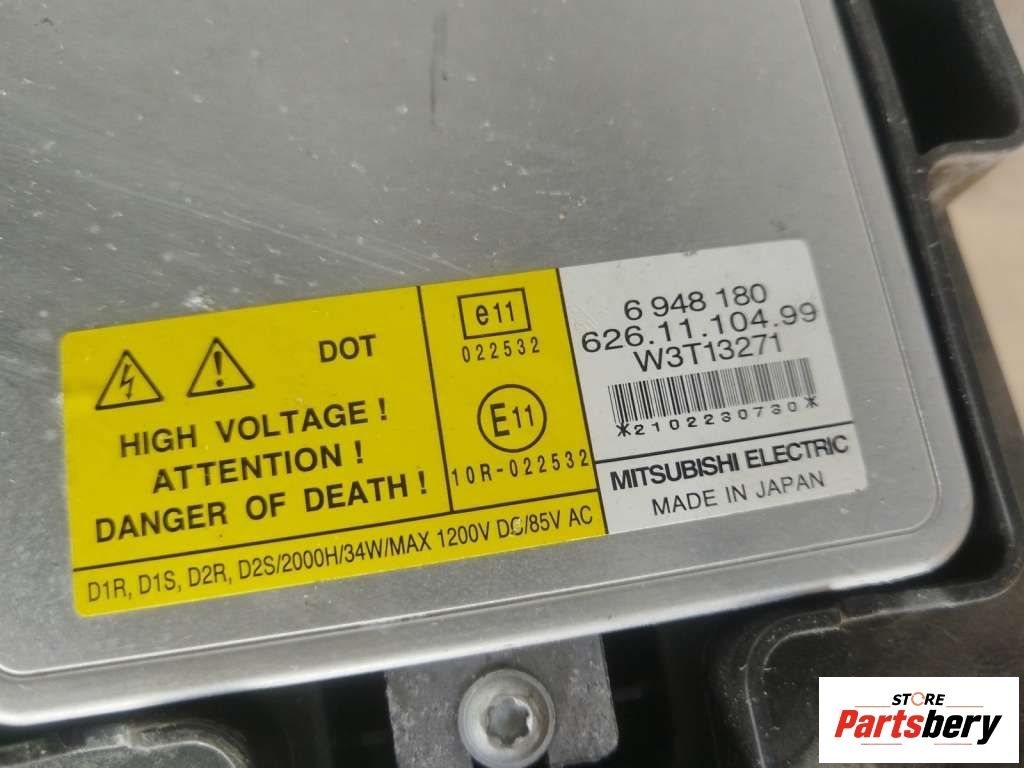 DOT
HIGH VOLTAGE !
ATTENTION !
DANGER OF DEATH !
e11
022532
E11
10R-022532
D1R, D1S, D2R, D2S/2000H/34W/MAX 1200V DC/85V AC
6 948 180
626.11.104.99
W3T13271
*2102230730*
MITSUBISHI ELECTRIC
MADE IN JAPAN
STORE
Partsbery